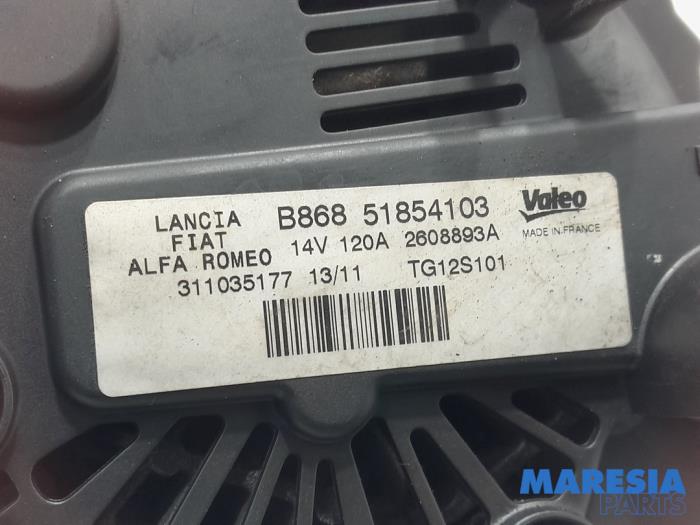 LANCIA B868 51854103 Valeo
FIAT 14V 120A 2608893A MADE IN FRANCE
ALFA ROMEO
311035177 13/11 TG12S101
MARESIA
PARTS